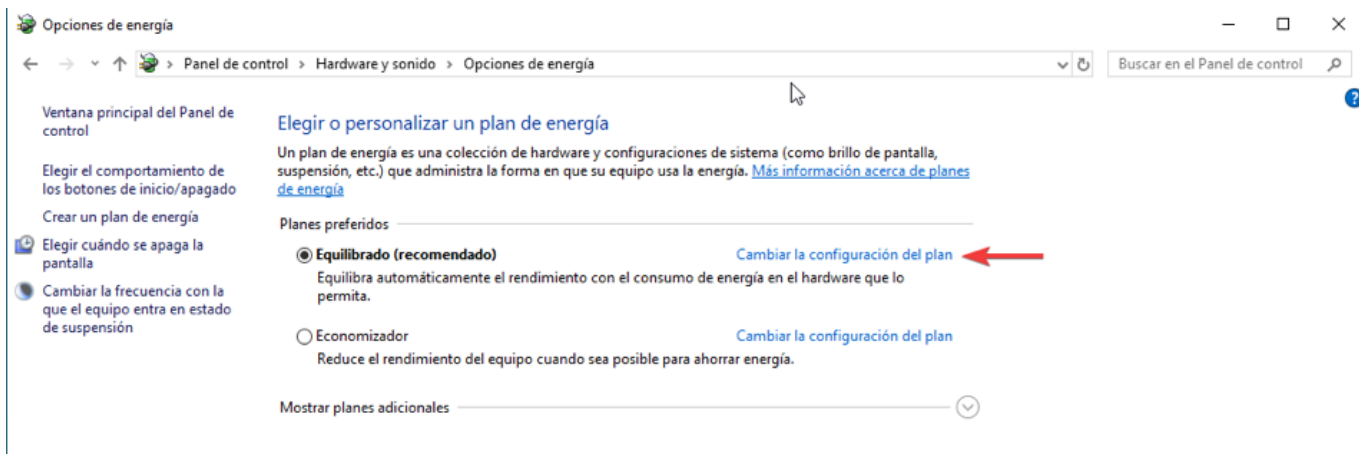 Opciones de energía
Panel de control > Hardware y sonido > Opciones de energía
Buscar en el Panel de control
Ventana principal del Panel de
control
Elegir el comportamiento de
los botones de inicio/apagado
Crear un plan de energía
Elegir cuándo se apaga la
pantalla
Cambiar la frecuencia con la
que el equipo entra en estado
de suspensión
Elegir o personalizar un plan de energía
Un plan de energía es una colección de hardware y configuraciones de sistema (como brillo de pantalla,
suspensión, etc.) que administra la forma en que su equipo usa la energía. Más información acerca de planes
de energía
Planes preferidos
Equilibrado (recomendado) Cambiar la configuración del plan
Equilibra automáticamente el rendimiento con el consumo de energía en el hardware que lo
permita.
Economizador Cambiar la configuración del plan
Reduce el rendimiento del equipo cuando sea posible para ahorrar energía.
Mostrar planes adicionales